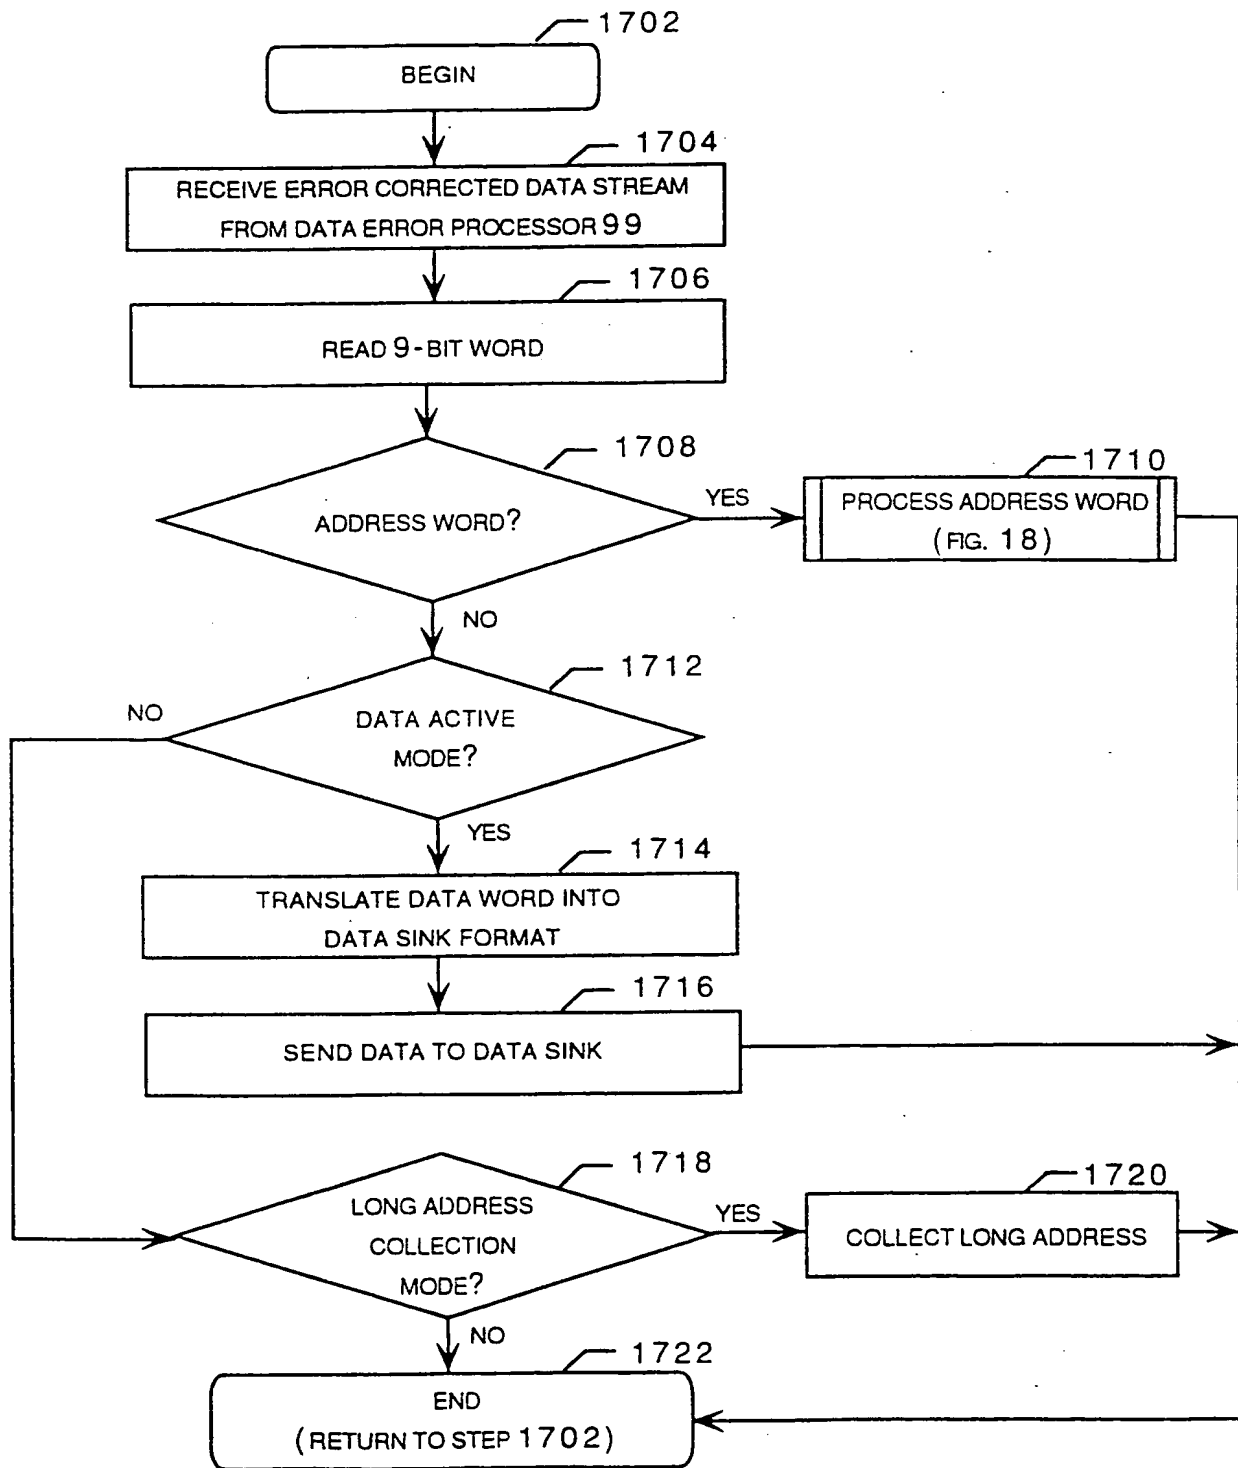 1702
BEGIN
1704
RECEIVE ERROR CORRECTED DATA STREAM
FROM DATA ERROR PROCESSOR 99
1706
READ 9-BIT WORD
1708
ADDRESS WORD?
YES
1710
PROCESS ADDRESS WORD
(FIG. 18)
NO
1712
DATA ACTIVE
MODE?
NO
YES
1714
TRANSLATE DATA WORD INTO
DATA SINK FORMAT
1716
SEND DATA TO DATA SINK
1718
LONG ADDRESS
COLLECTION
MODE?
YES
1720
COLLECT LONG ADDRESS
NO
1722
END
(RETURN TO STEP 1702)